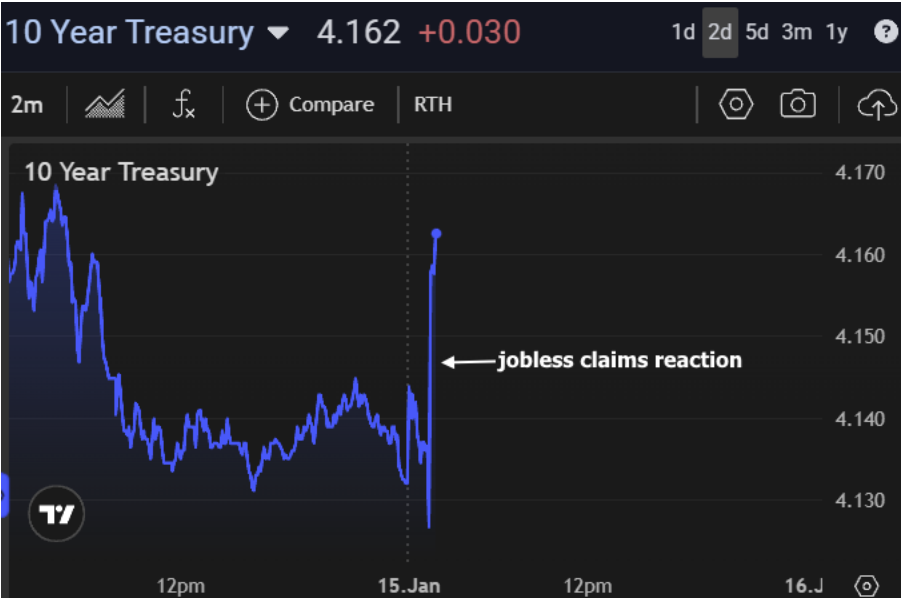 10 Year Treasury 4.162 +0.030 1d 2d 5d 3m 1y ?
2m fx Compare RTH
10 Year Treasury
4.170
4.160
4.150
jobless claims reaction
4.140
4.130
12pm 15.Jan 12pm 16.J